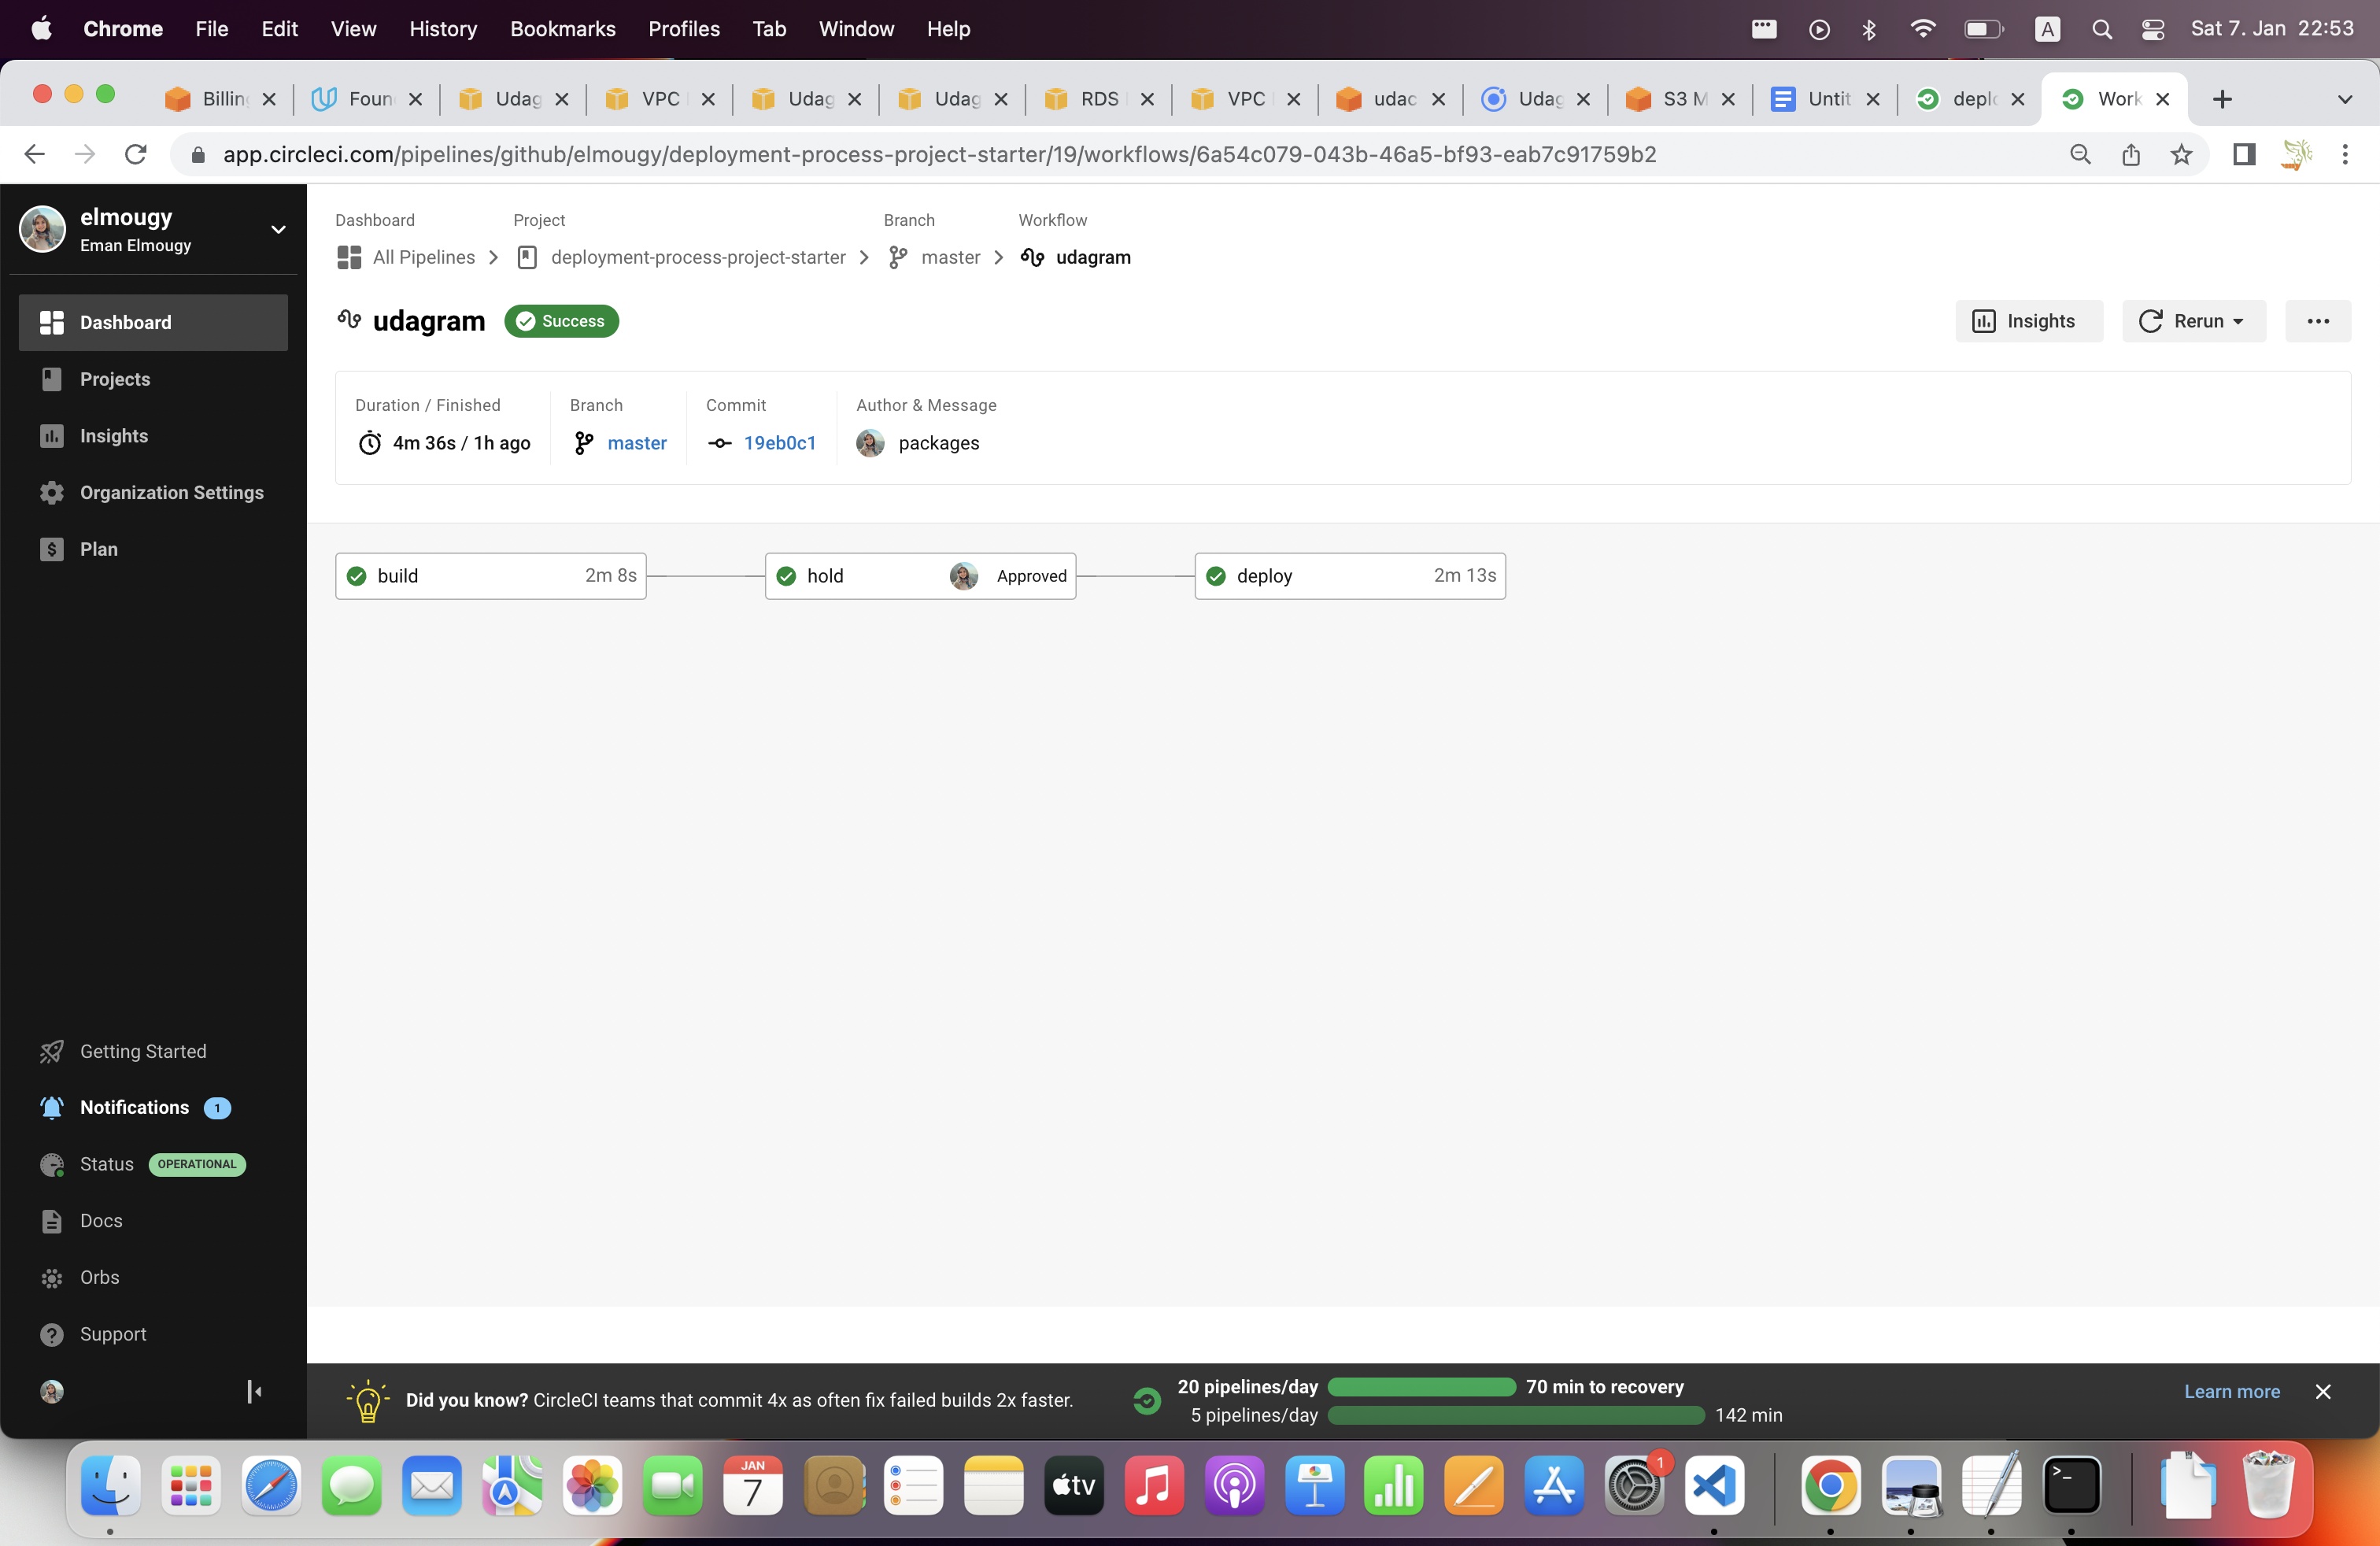 Chrome File Edit View History Bookmarks Profiles Tab Window Help A Sat 7. Jan 22:53
Billin Foun Udag VPC Udag Udag RDS VPC udac Udag S3 M Untit deplo Work
app.circleci.com/pipelines/github/elmougy/deployment-process-project-starter/19/workflows/6a54c079-043b-46a5-bf93-eab7c91759b2
elmougy
Eman Elmougy
Dashboard
Projects
Insights
Organization Settings
Plan
Getting Started
Notifications 1
Status OPERATIONAL
Docs
Orbs
Support
Dashboard Project Branch Workflow
All Pipelines deployment-process-project-starter master udagram
udagram Success Insights Rerun
Duration / Finished Branch Commit Author & Message
4m 36s / 1h ago master 19eb0c1 packages
build 2m 8s hold Approved deploy 2m 13s
Did you know? CircleCI teams that commit 4x as often fix failed builds 2x faster.
20 pipelines/day 70 min to recovery
5 pipelines/day 142 min
Learn more
JAN
7
tv
1